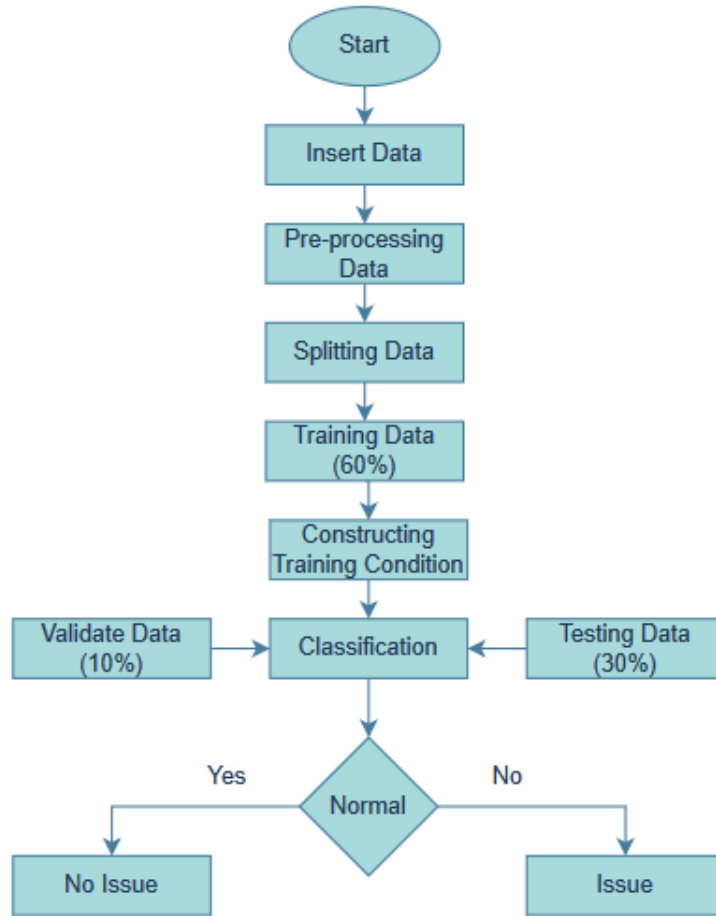 Start
Insert Data
Pre-processing
Data
Splitting Data
Training Data
(60%)
Constructing
Training Condition
Validate Data
(10%)
Classification
Testing Data
(30%)
Yes
No
Normal
No Issue
Issue